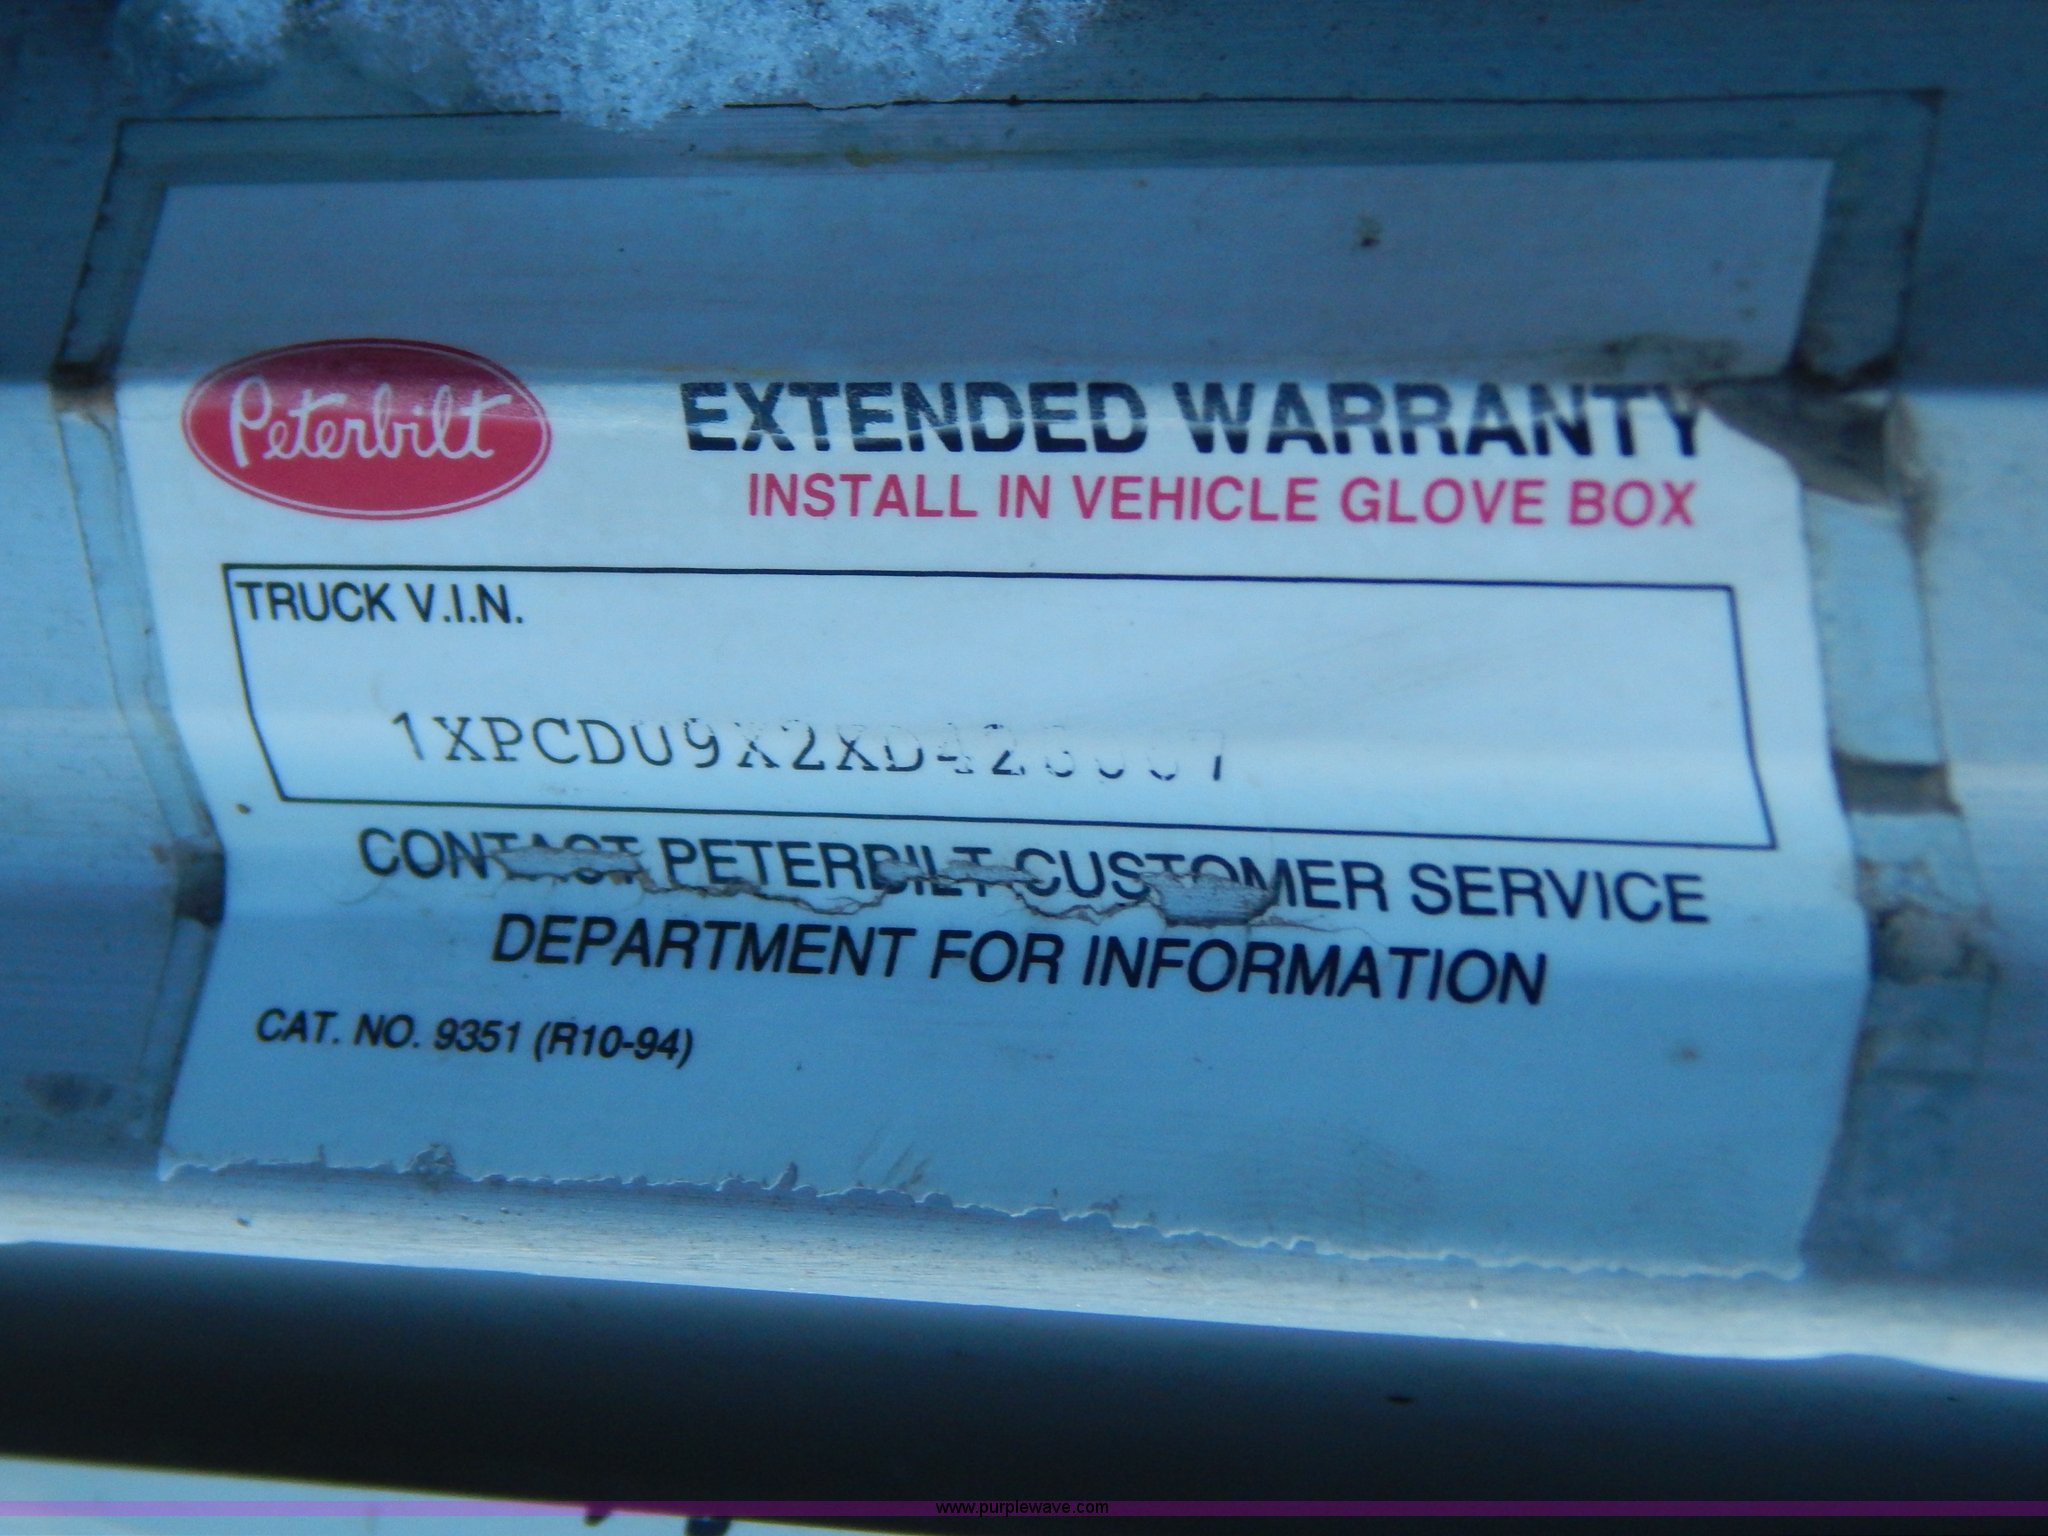 Peterbilt
EXTENDED WARRANTY
INSTALL IN VEHICLE GLOVE BOX
TRUCK V.I.N.
CONTACT PETERBILT CUSTOMER SERVICE
DEPARTMENT FOR INFORMATION
CAT. NO. 9351 (R10-94)
www.purplewave.com